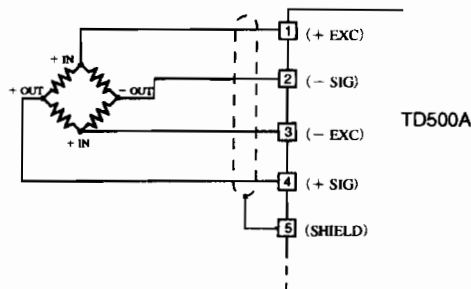 1 (+ EXC)
+ IN
+ OUT - OUT
2 (- SIG)
TD500A
3 (- EXC)
+ IN
4 (+ SIG)
5 (SHIELD)